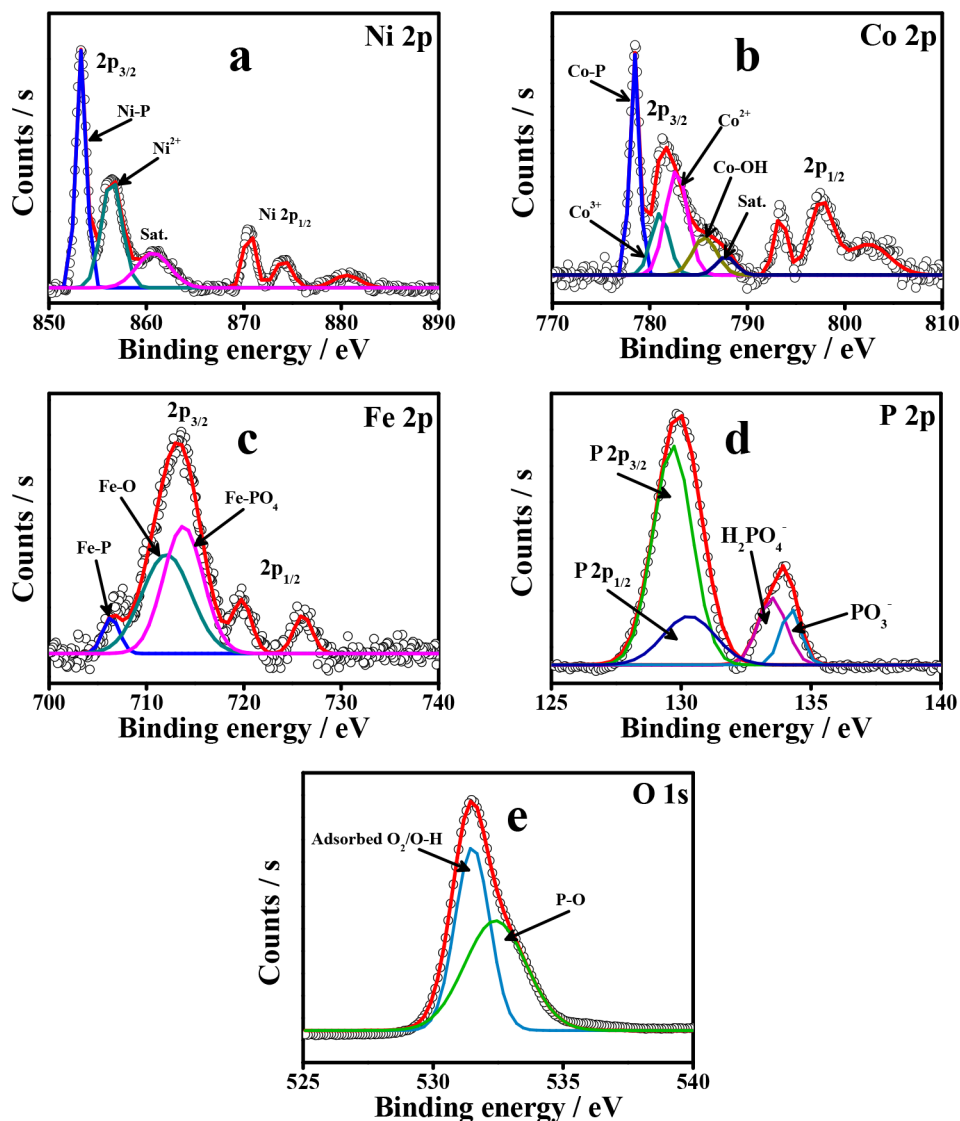 Ni 2p
a
2p3/2
Ni-P
Ni2+
Sat.
Ni 2p1/2
Counts / s
850 860 870 880 890
Binding energy / eV
Co 2p
b
Co-P
2p3/2
Co2+
Co-OH
2p1/2
Sat.
Co3+
Counts / s
770 780 790 800 810
Binding energy / eV
Fe 2p
c
2p3/2
Fe-O
Fe-PO4
Fe-P
2p1/2
Counts / s
700 710 720 730 740
Binding energy / eV
P 2p
d
P 2p3/2
H2PO4-
P 2p1/2
PO3-
Counts / s
125 130 135 140
Binding energy / eV
O 1s
e
Adsorbed O2/O-H
P-O
Counts / s
525 530 535 540
Binding energy / eV